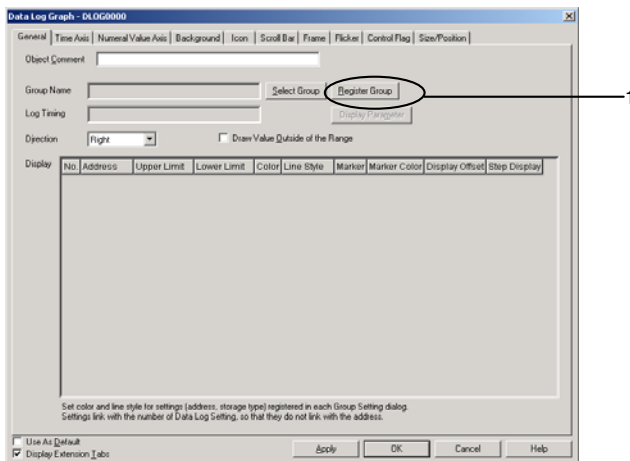 Data Log Graph - DLOG0000
General Time Axis Numeral Value Axis Background Icon Scroll Bar Frame Flicker Control Flag Size/Position
Object Comment
Group Name Select Group Register Group 1
Log Timing Display Parameter
Direction Right Draw Value Outside of the Range
Display No. Address Upper Limit Lower Limit Color Line Style Marker Marker Color Display Offset Step Display
Set color and line style for settings (address, storage type) registered in each Group Setting dialog.
Settings link with the number of Data Log Setting, so that they do not link with the address.
Use As Default
Display Extension Tabs Apply OK Cancel Help